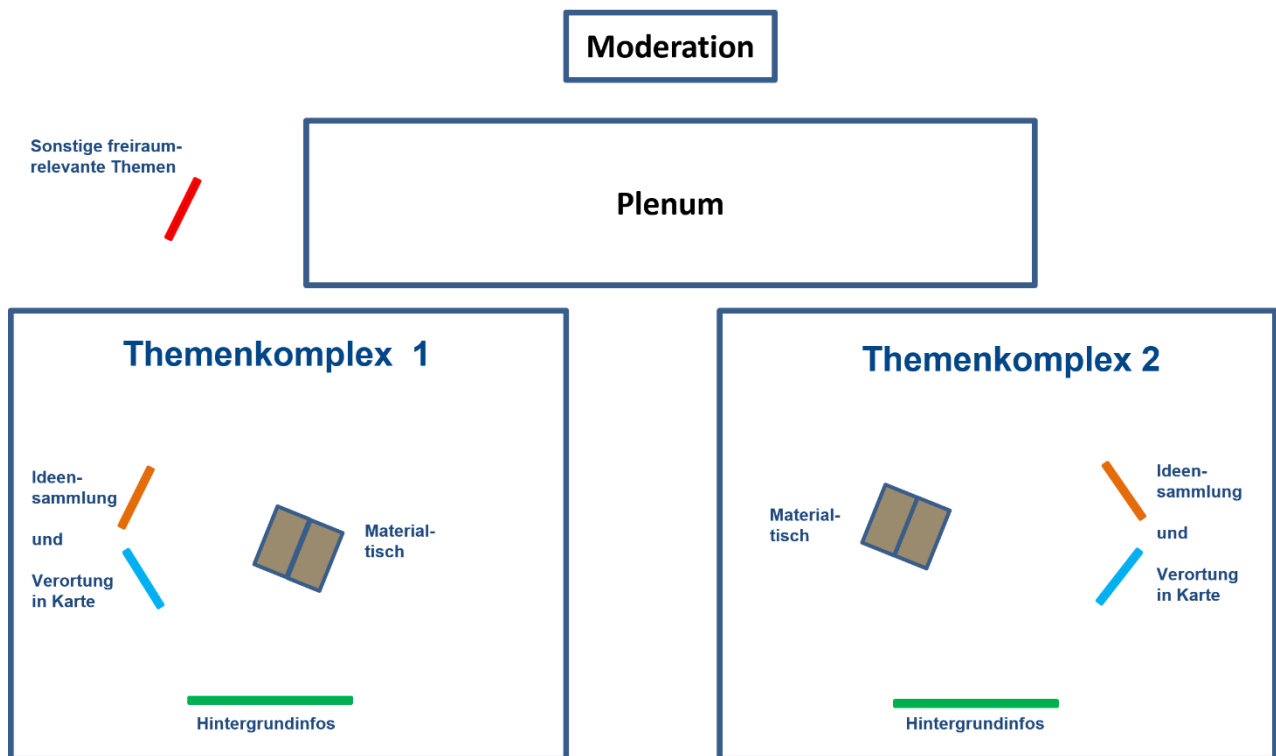 Moderation
Sonstige freiraum-
relevante Themen
Plenum
Themenkomplex 1
Ideen-
sammlung
und
Verortung
in Karte
Material-
tisch
Hintergrundinfos
Themenkomplex 2
Material-
tisch
Ideen-
sammlung
und
Verortung
in Karte
Hintergrundinfos